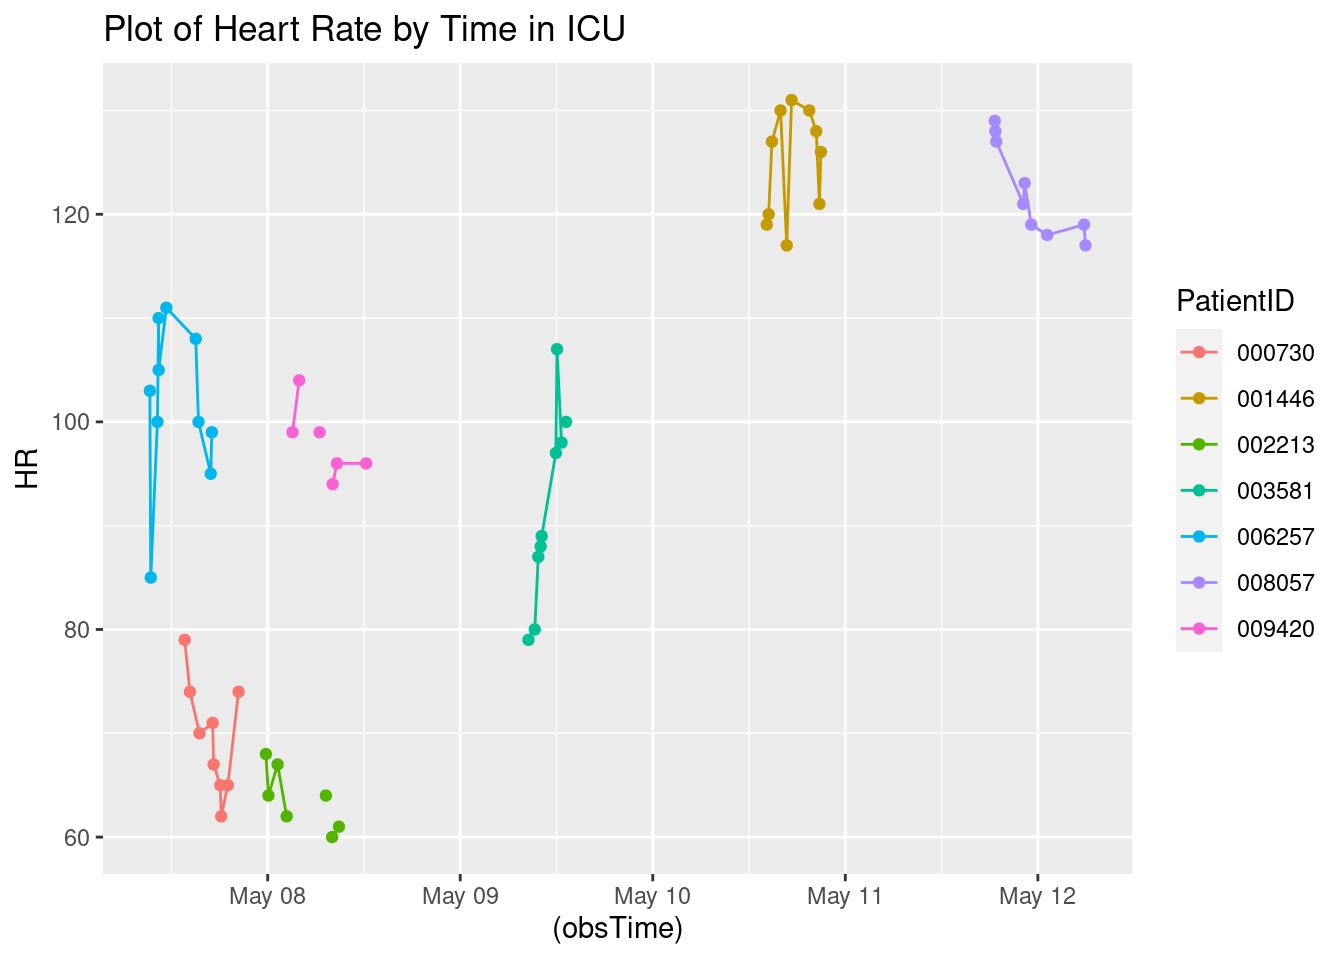 Plot of Heart Rate by Time in ICU
HR
120
100
80
60
May 08
May 09
May 10
May 11
May 12
(obsTime)
PatientID
000730
001446
002213
003581
006257
008057
009420